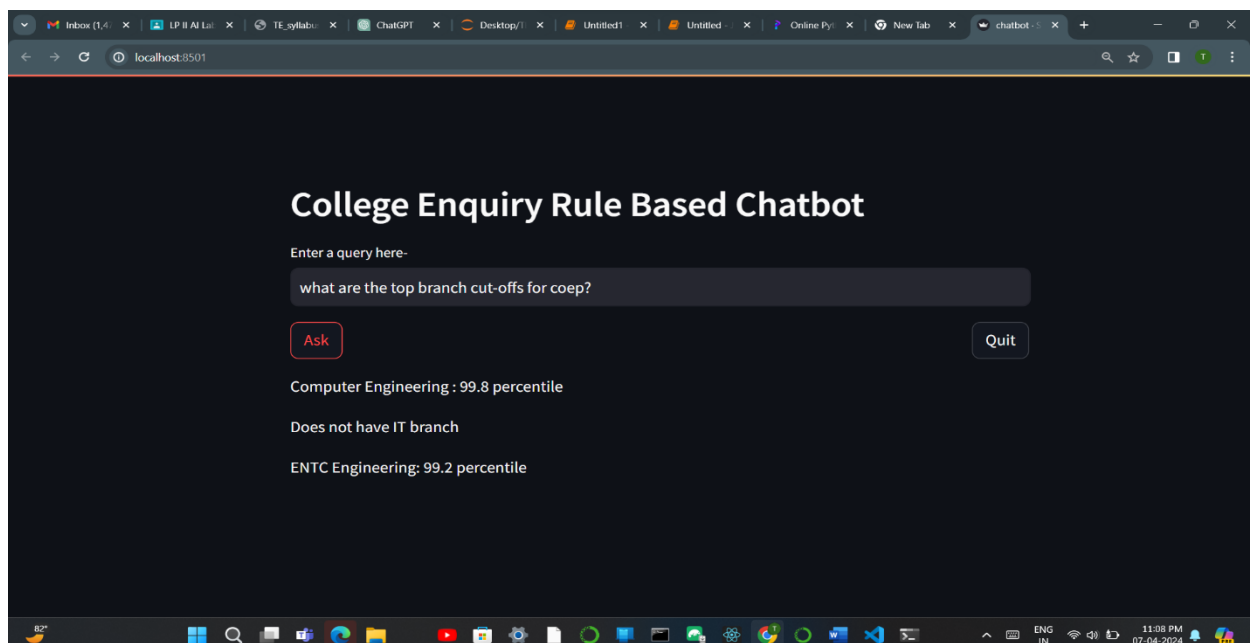 Inbox (1,4
LP II AI Lab
TE_syllabu
ChatGPT
Desktop/T
Untitled1
Untitled -
Online Pyt
New Tab
chatbot - S
localhost:8501
T
College Enquiry Rule Based Chatbot
Enter a query here-
what are the top branch cut-offs for coep?
Ask
Quit
Computer Engineering : 99.8 percentile
Does not have IT branch
ENTC Engineering: 99.2 percentile
82°
ENG
IN
11:08 PM
07-04-2024